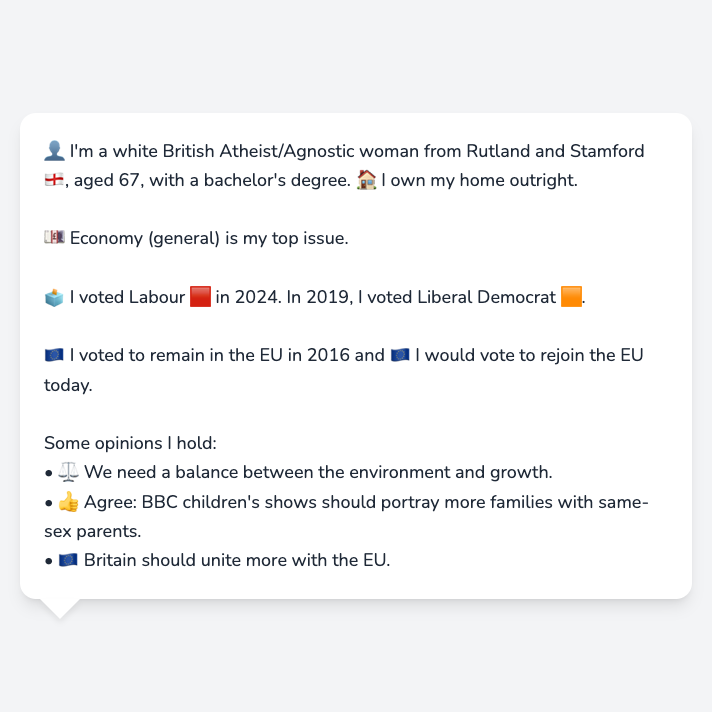 👤 I'm a white British Atheist/Agnostic woman from Rutland and Stamford
🏴󠁧󠁢󠁥󠁮󠁧󠁿, aged 67, with a bachelor's degree. 🏠 I own my home outright.
💷 Economy (general) is my top issue.
🗳️ I voted Labour 🟥 in 2024. In 2019, I voted Liberal Democrat 🟧.
🇪🇺 I voted to remain in the EU in 2016 and 🇪🇺 I would vote to rejoin the EU
today.
Some opinions I hold:
• ⚖️ We need a balance between the environment and growth.
• 👍 Agree: BBC children's shows should portray more families with same-
sex parents.
• 🇪🇺 Britain should unite more with the EU.